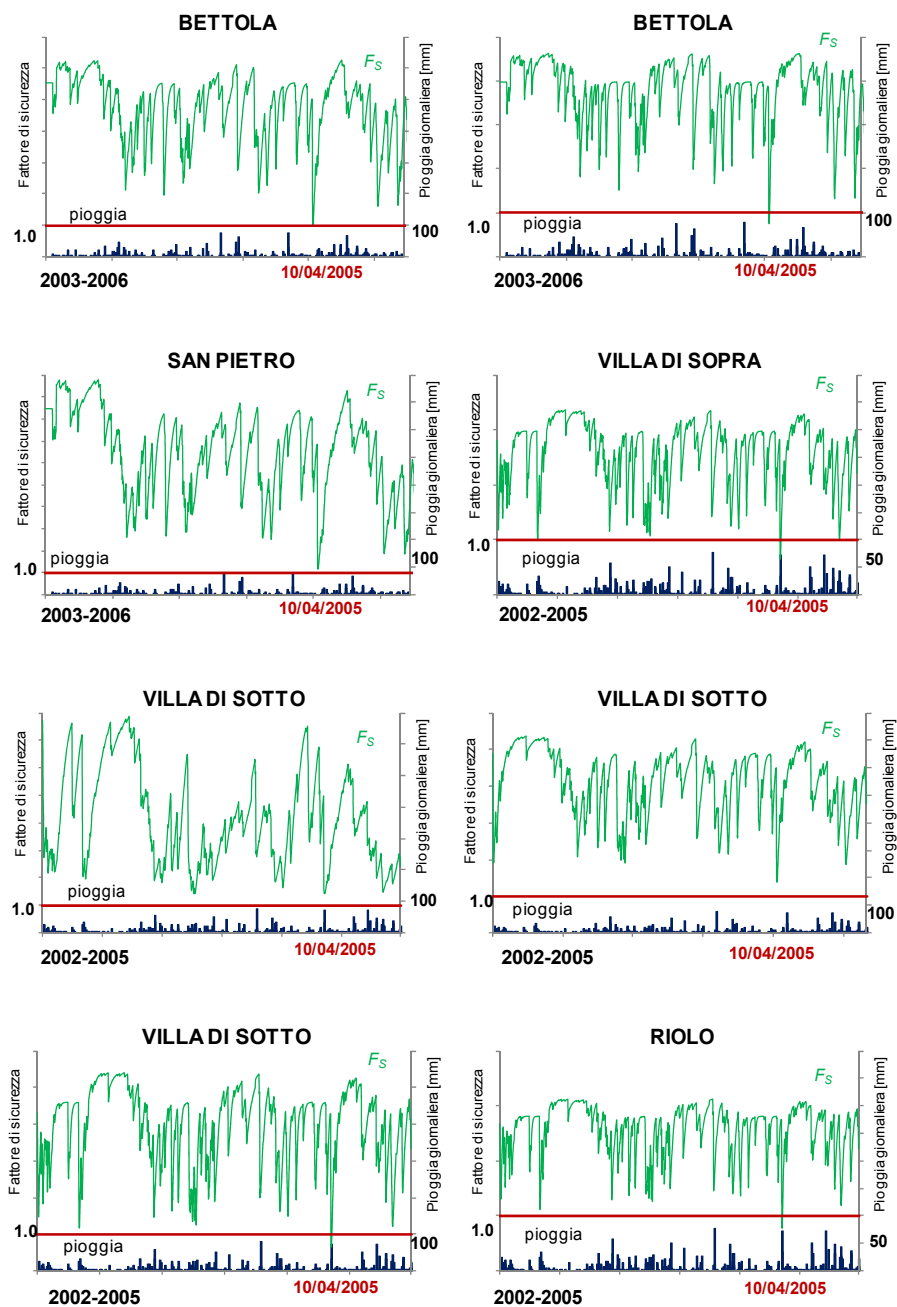 BETTOLA
Fattore di sicurezza
FS
Pioggia giornaliera [mm]
pioggia
1.0
100
2003-2006
10/04/2005
BETTOLA
Fattore di sicurezza
FS
Pioggia giornaliera [mm]
pioggia
1.0
100
2003-2006
10/04/2005
SAN PIETRO
Fattore di sicurezza
FS
Pioggia giornaliera [mm]
pioggia
1.0
100
2003-2006
10/04/2005
VILLA DI SOPRA
Fattore di sicurezza
FS
Pioggia giornaliera [mm]
1.0
pioggia
50
2002-2005
10/04/2005
VILLA DI SOTTO
Fattore di sicurezza
FS
Pioggia giornaliera [mm]
pioggia
1.0
100
2002-2005
10/04/2005
VILLA DI SOTTO
Fattore di sicurezza
FS
Pioggia giornaliera [mm]
1.0
pioggia
100
2002-2005
10/04/2005
VILLA DI SOTTO
Fattore di sicurezza
FS
Pioggia giornaliera [mm]
1.0
pioggia
100
2002-2005
10/04/2005
RIOLO
Fattore di sicurezza
FS
Pioggia giornaliera [mm]
1.0
pioggia
50
2002-2005
10/04/2005